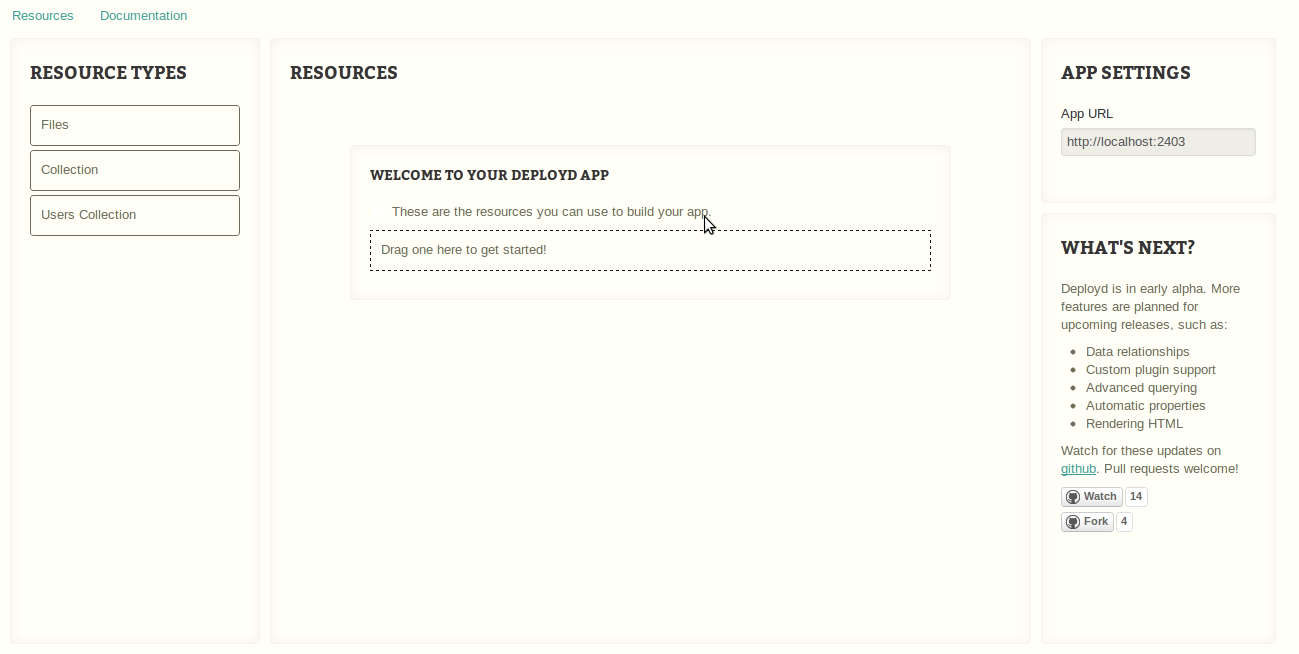 Resources Documentation
RESOURCE TYPES
Files
Collection
Users Collection
RESOURCES
WELCOME TO YOUR DEPLOYD APP
These are the resources you can use to build your app.
Drag one here to get started!
APP SETTINGS
App URL
http://localhost:2403
WHAT'S NEXT?
Deployd is in early alpha. More
features are planned for
upcoming releases, such as:
• Data relationships
• Custom plugin support
• Advanced querying
• Automatic properties
• Rendering HTML
Watch for these updates on
github. Pull requests welcome!
Watch 14
Fork 4